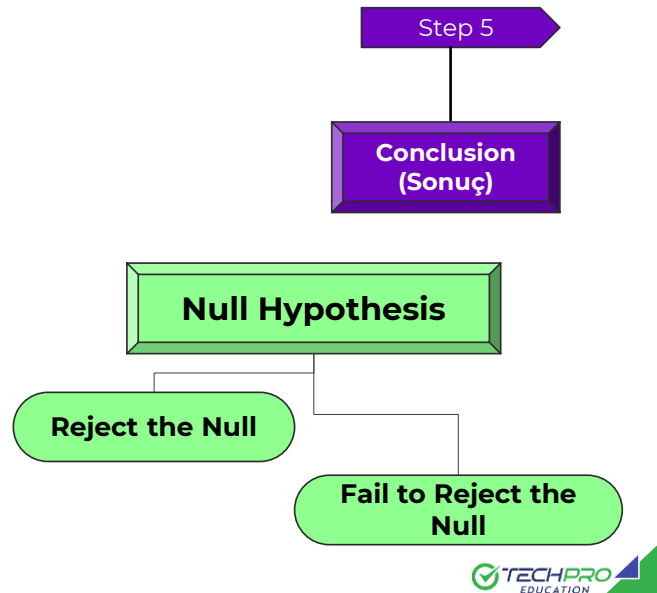 Step 5
Conclusion
(Sonuç)
Null Hypothesis
Reject the Null
Fail to Reject the
Null
TECHPRO
EDUCATION